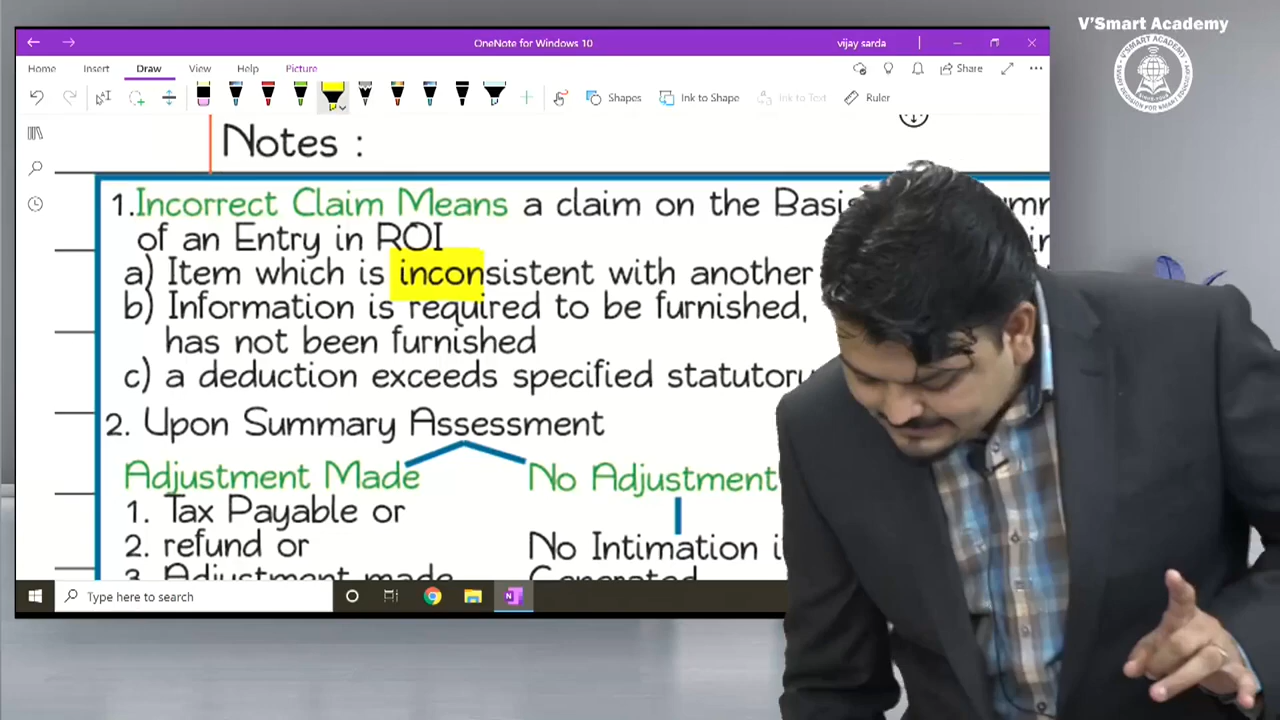 V'Smart Academy
OneNote for Windows 10
vijay sarda
Home Insert Draw View Help Picture
Share
Shapes Ink to Shape Ink to Text Ruler
Notes :
1. Incorrect Claim Means a claim on the Basis
of an Entry in ROI
a) Item which is inconsistent with another
b) Information is required to be furnished,
has not been furnished
c) a deduction exceeds specified statutory
2. Upon Summary Assessment
Adjustment Made No Adjustment
1. Tax Payable or
2. refund or No Intimation
3. Adjustment made Generated
Type here to search